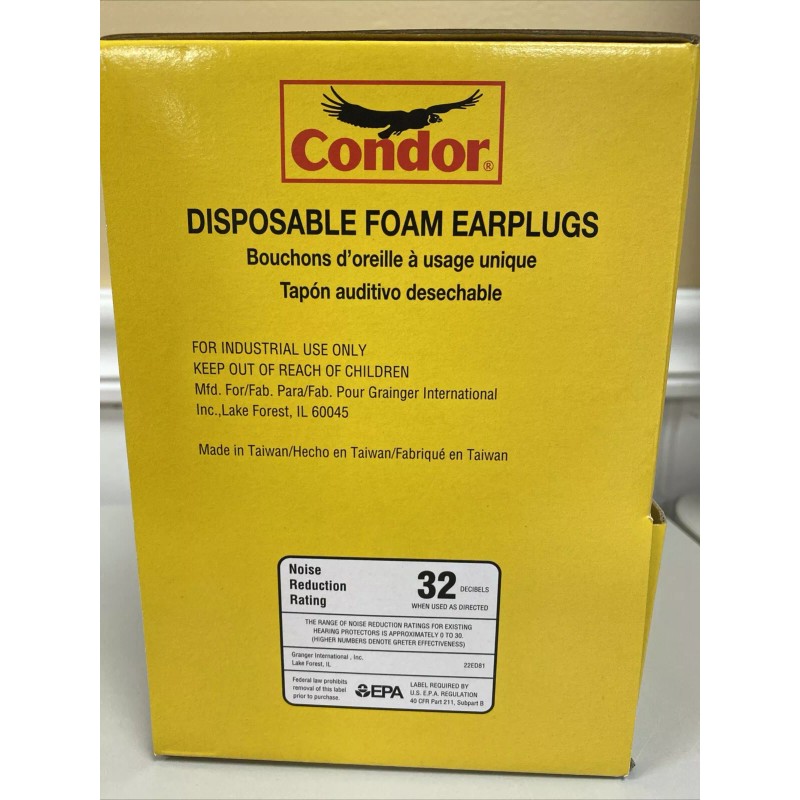 Condor®
DISPOSABLE FOAM EARPLUGS
Bouchons d'oreille à usage unique
Tapón auditivo desechable
FOR INDUSTRIAL USE ONLY
KEEP OUT OF REACH OF CHILDREN
Mfd. For/Fab. Para/Fab. Pour Grainger International
Inc.,Lake Forest, IL 60045
Made in Taiwan/Hecho en Taiwan/Fabriqué en Taiwan
Noise
Reduction
Rating
32 DECIBELS
WHEN USED AS DIRECTED
THE RANGE OF NOISE REDUCTION RATINGS FOR EXISTING
HEARING PROTECTORS IS APPROXIMATELY 0 TO 30.
(HIGHER NUMBERS DENOTE GRETER EFFECTIVENESS)
Granger International , Inc.
Lake Forest, IL
22ED81
Federal law prohibits
removal of this label
prior to purchase.
EPA
LABEL REQUIRED BY
U.S. E.P.A. REGULATION
40 CFR Part 211, Subpart B